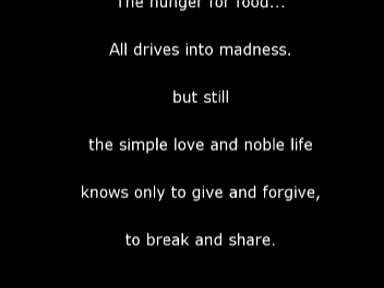 The hunger for food...
All drives into madness.
but still
the simple love and noble life
knows only to give and forgive,
to break and share.